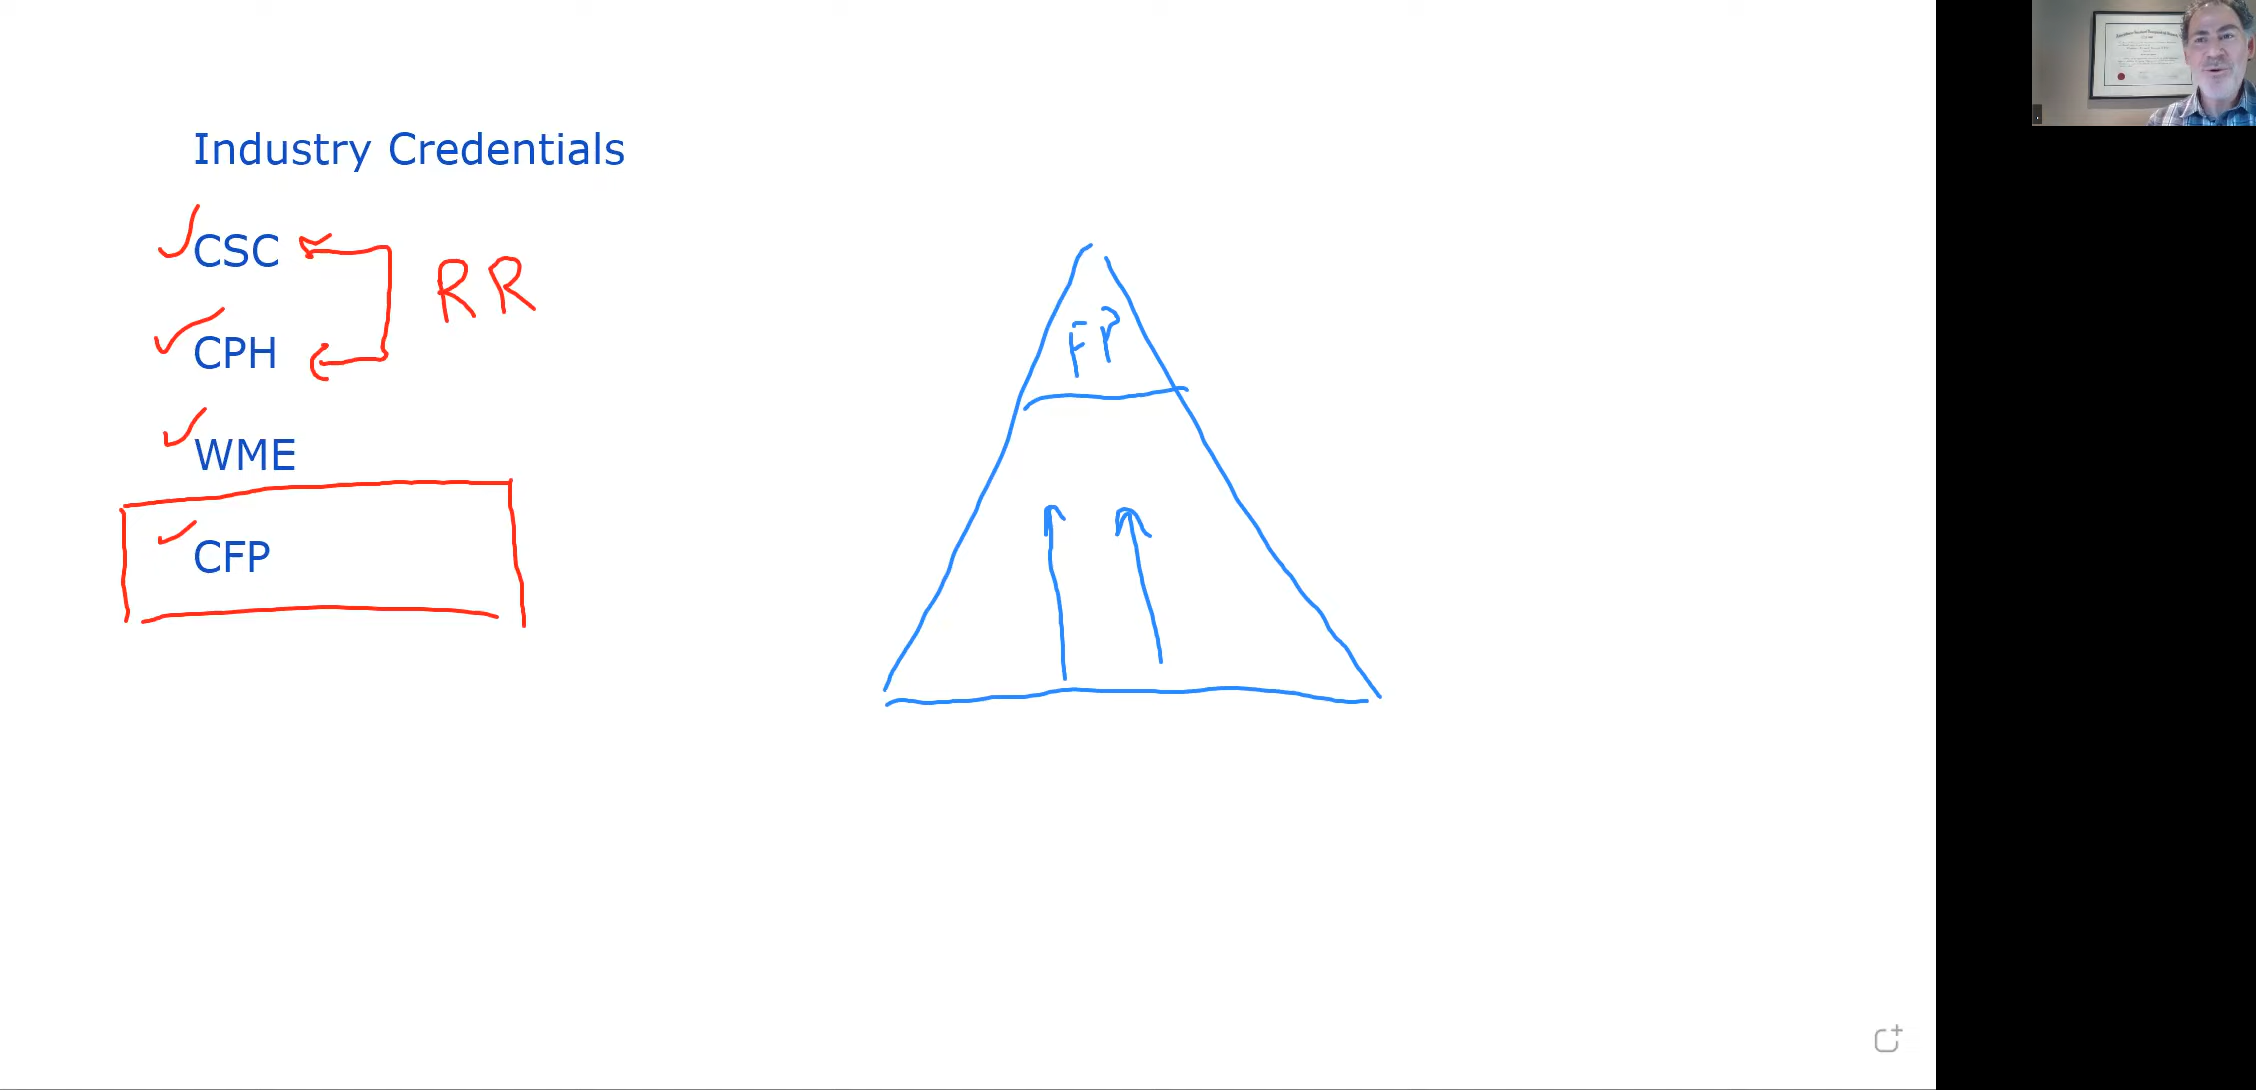 Industry Credentials
CSC
RR
CPH
WME
CFP
FP